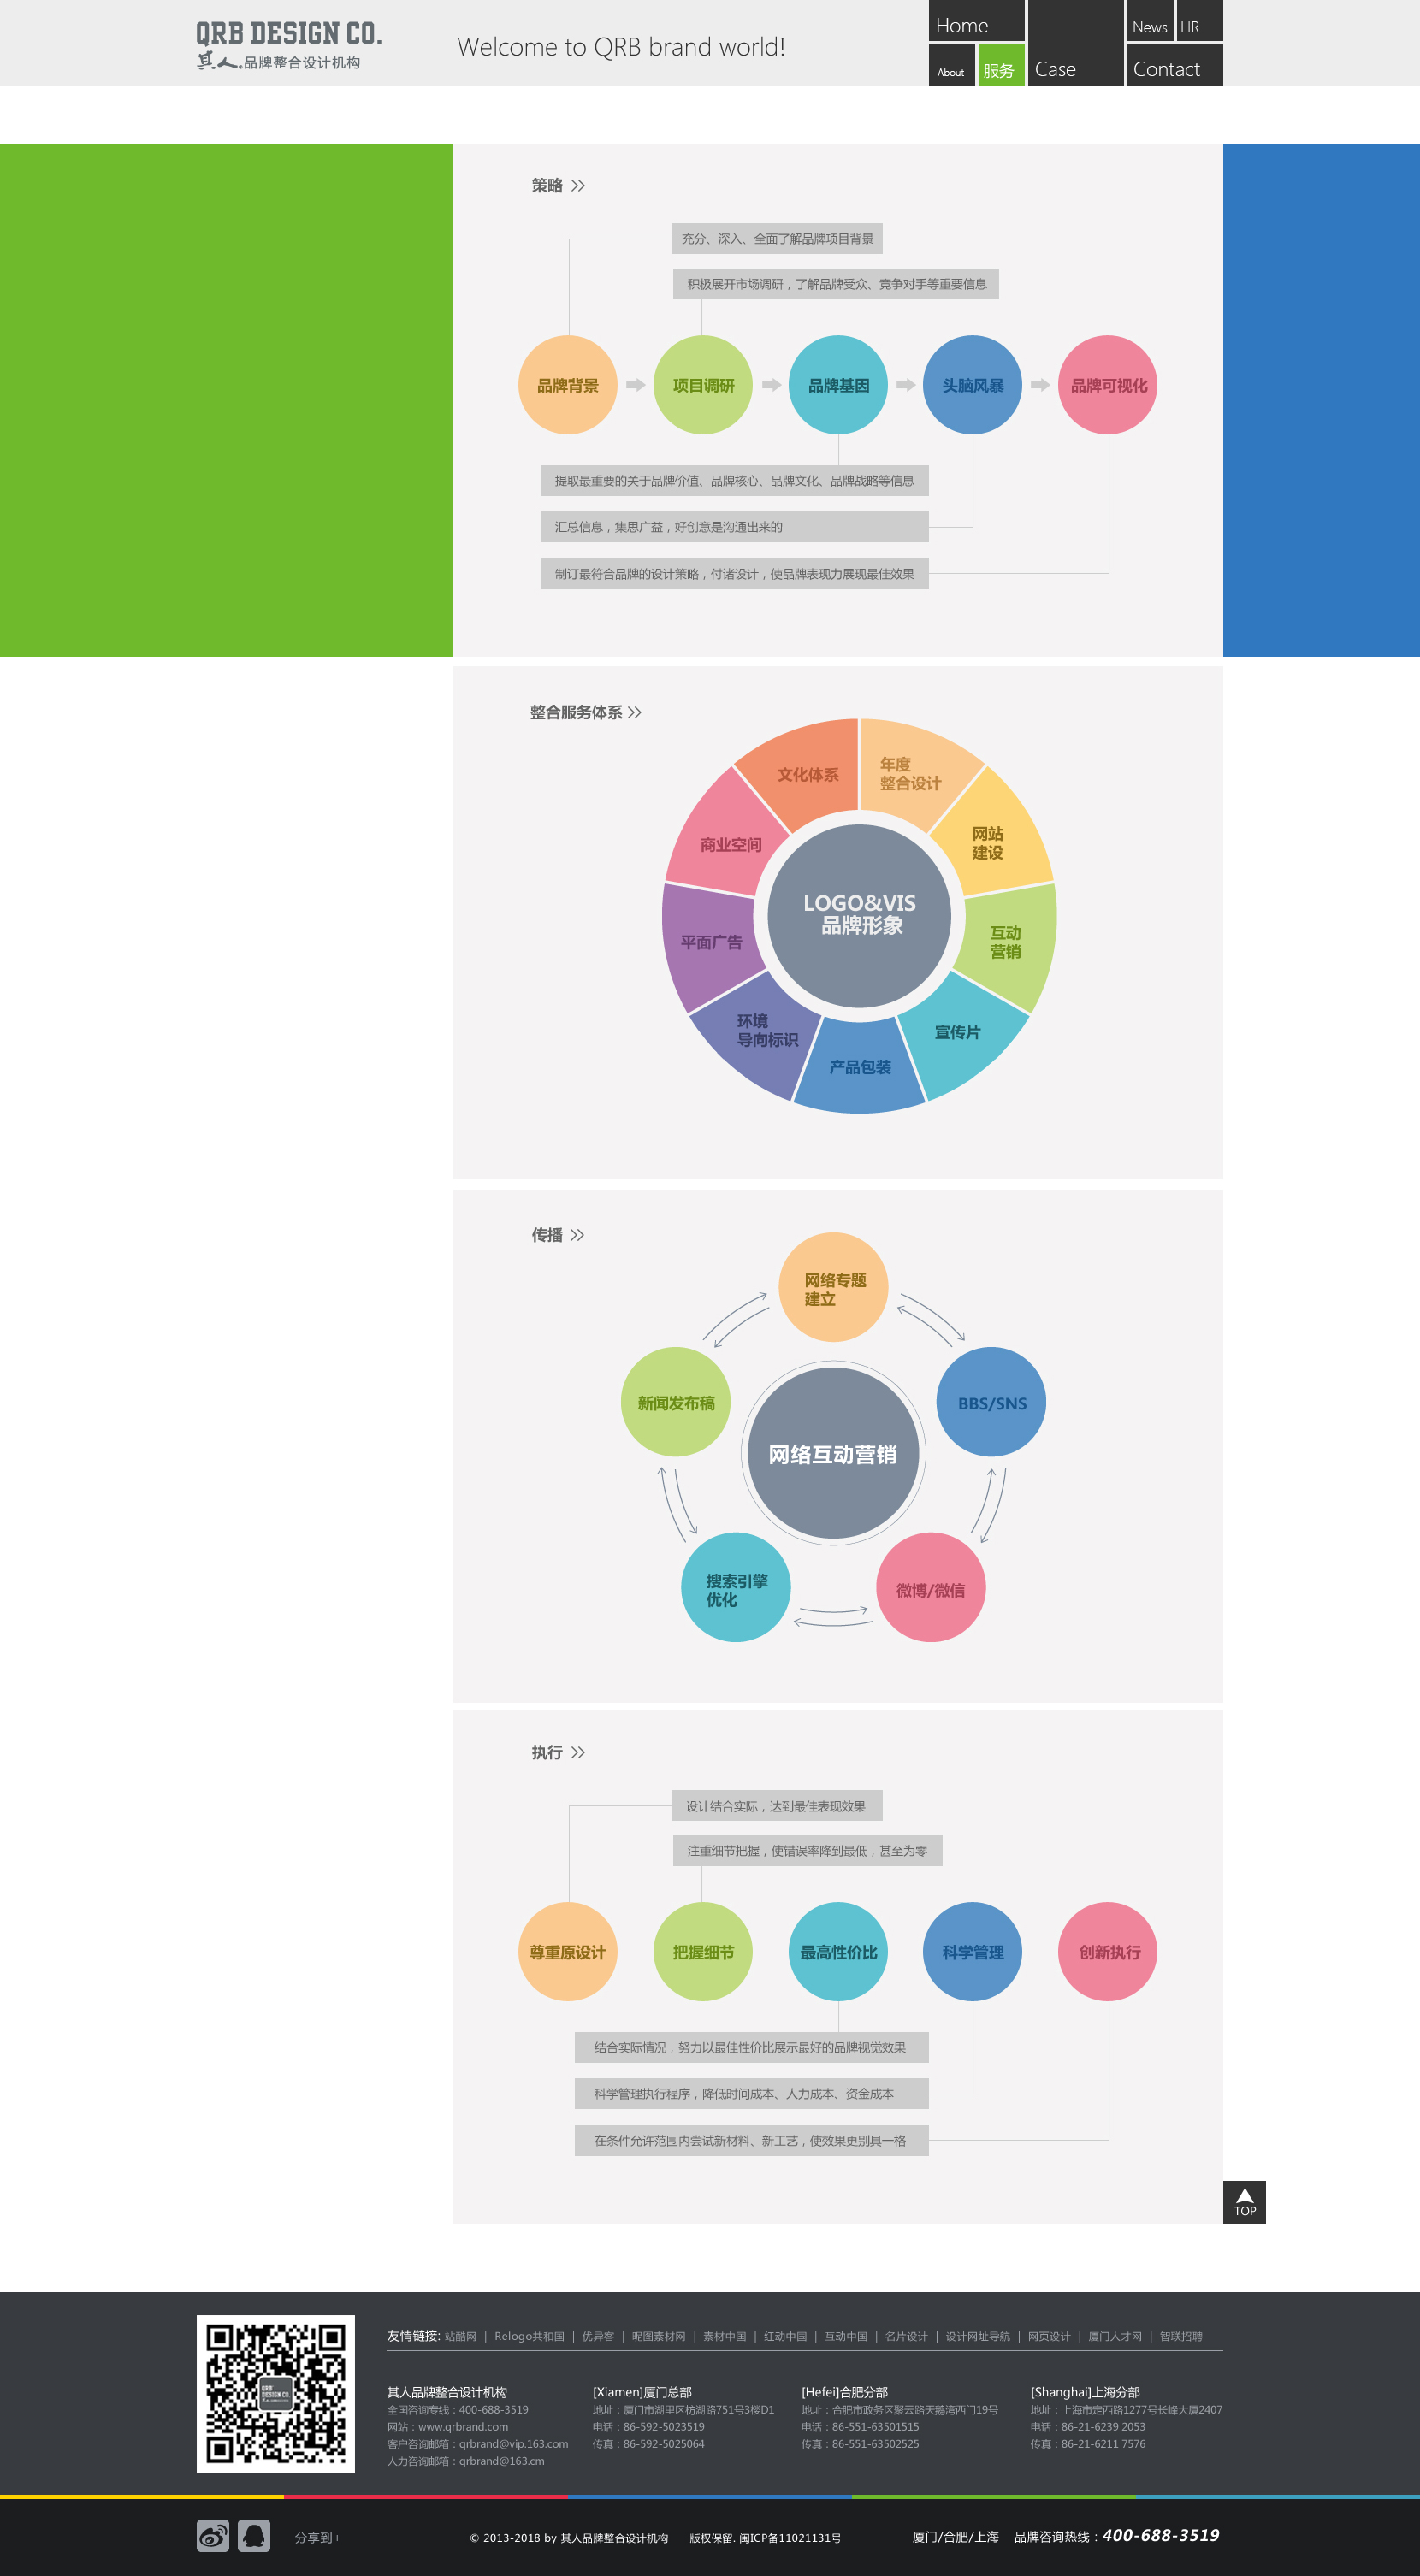 QRB DESIGN CO.
其人.品牌整合设计机构
Welcome to QRB brand world!
Home
News
HR
About
服务
Case
Contact
策略
充分、深入、全面了解品牌项目背景
积极展开市场调研，了解品牌受众、竞争对手等重要信息
品牌背景
项目调研
品牌基因
头脑风暴
品牌可视化
提取最重要的关于品牌价值、品牌核心、品牌文化、品牌战略等信息
汇总信息，集思广益，好创意是沟通出来的
制订最符合品牌的设计策略，付诸设计，使品牌表现力展现最佳效果
整合服务体系
文化体系
年度
整合设计
网站
建设
商业空间
LOGO&VIS
品牌形象
平面广告
互动
营销
环境
导向标识
宣传片
产品包装
传播
网络专题
建立
新闻发布稿
BBS/SNS
网络互动营销
搜索引擎
优化
微博/微信
执行
设计结合实际，达到最佳表现效果
注重细节把握，使错误率降到最低，甚至为零
尊重原设计
把握细节
最高性价比
科学管理
创新执行
结合实际情况，努力以最佳性价比展示最好的品牌视觉效果
科学管理执行程序，降低时间成本、人力成本、资金成本
在条件允许范围内尝试新材料、新工艺，使效果更别具一格
TOP
友情链接: 站酷网 | Relogo共和国 | 优异客 | 昵图素材网 | 素材中国 | 红动中国 | 互动中国 | 名片设计 | 设计网址导航 | 网页设计 | 厦门人才网 | 智联招聘
QRB
DESIGN CO.
其人品牌整合设计机构
全国咨询专线：400-688-3519
网站：www.qrbrand.com
客户咨询邮箱：qrbrand@vip.163.com
人力咨询邮箱：qrbrand@163.cm
[Xiamen]厦门总部
地址：厦门市湖里区枋湖路751号3楼D1
电话：86-592-5023519
传真：86-592-5025064
[Hefei]合肥分部
地址：合肥市政务区聚云路天鹅湾西门19号
电话：86-551-63501515
传真：86-551-63502525
[Shanghai]上海分部
地址：上海市定西路1277号长峰大厦2407
电话：86-21-6239 2053
传真：86-21-6211 7576
分享到+
© 2013-2018 by 其人品牌整合设计机构 版权保留. 闽ICP备11021131号
厦门/合肥/上海 品牌咨询热线：400-688-3519